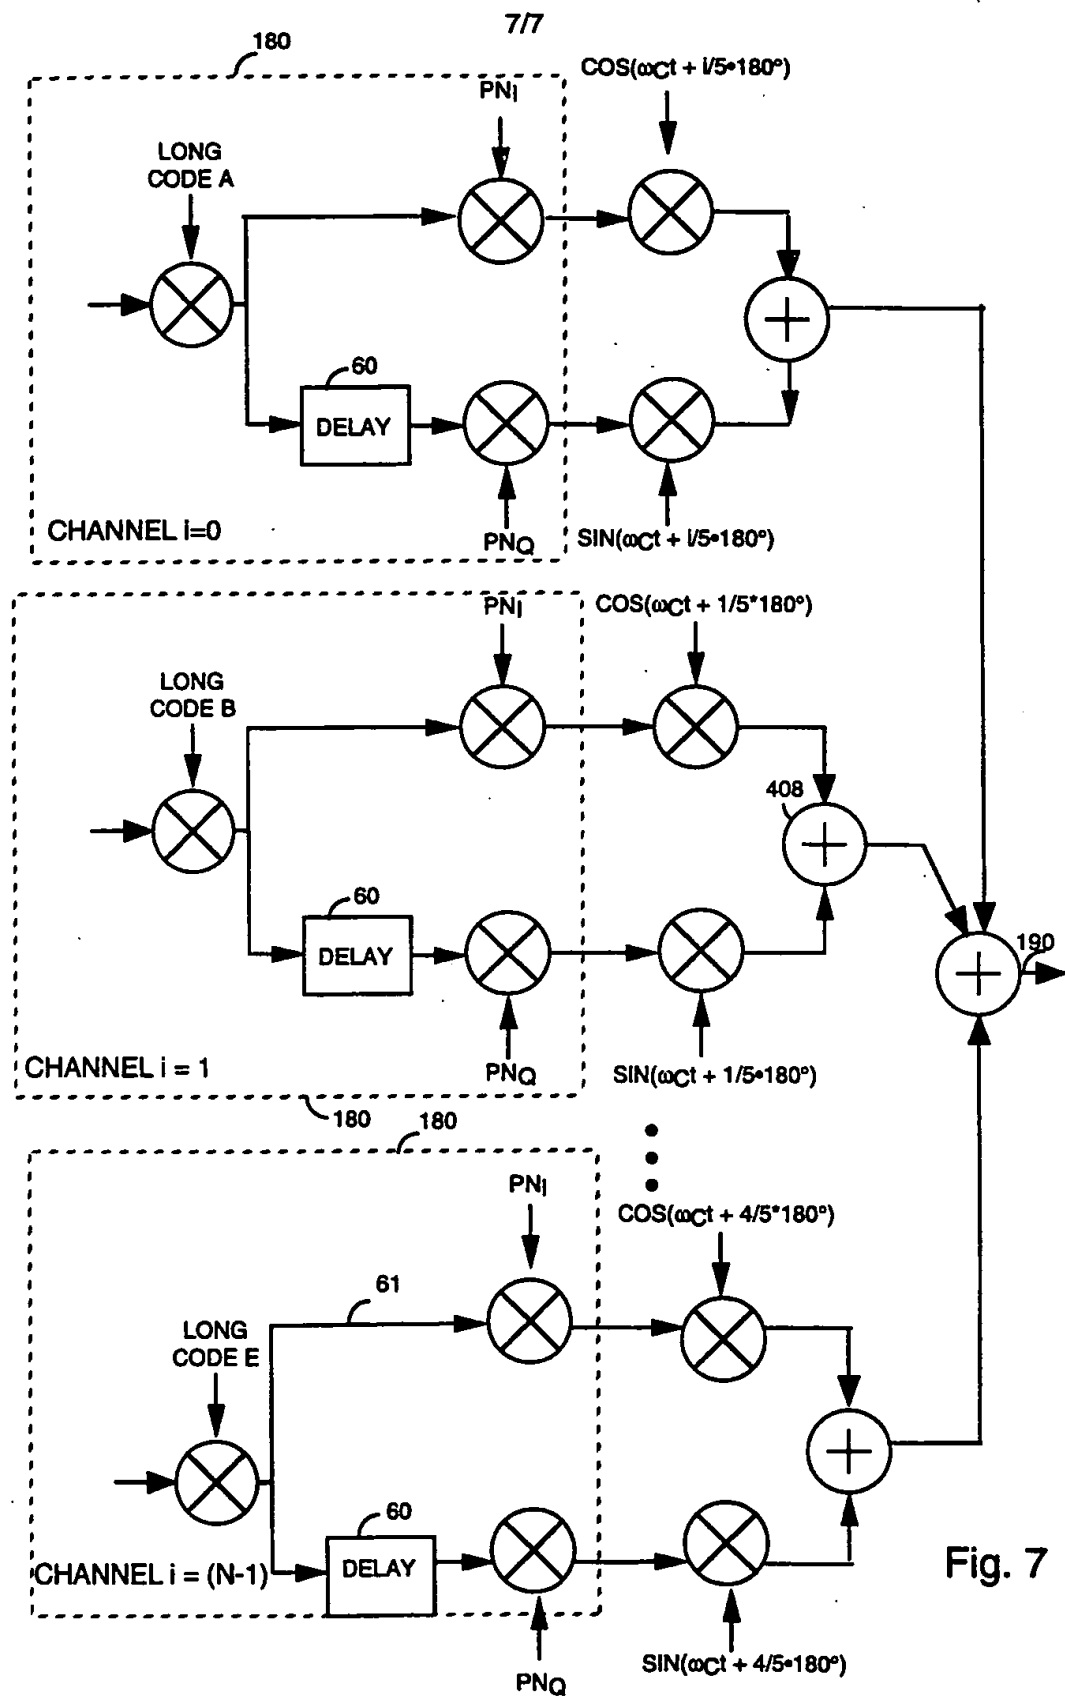 7/7
180
PNI
COS(ωCt + i/5•180°)
LONG
CODE A
60
DELAY
CHANNEL i=0
PNQ
SIN(ωCt + i/5•180°)
PNI
COS(ωCt + 1/5*180°)
LONG
CODE B
408
60
DELAY
190
CHANNEL i = 1
PNQ
SIN(ωCt + 1/5•180°)
180
180
PNI
COS(ωCt + 4/5*180°)
61
LONG
CODE E
60
DELAY
CHANNEL i = (N-1)
Fig. 7
PNQ
SIN(ωCt + 4/5•180°)